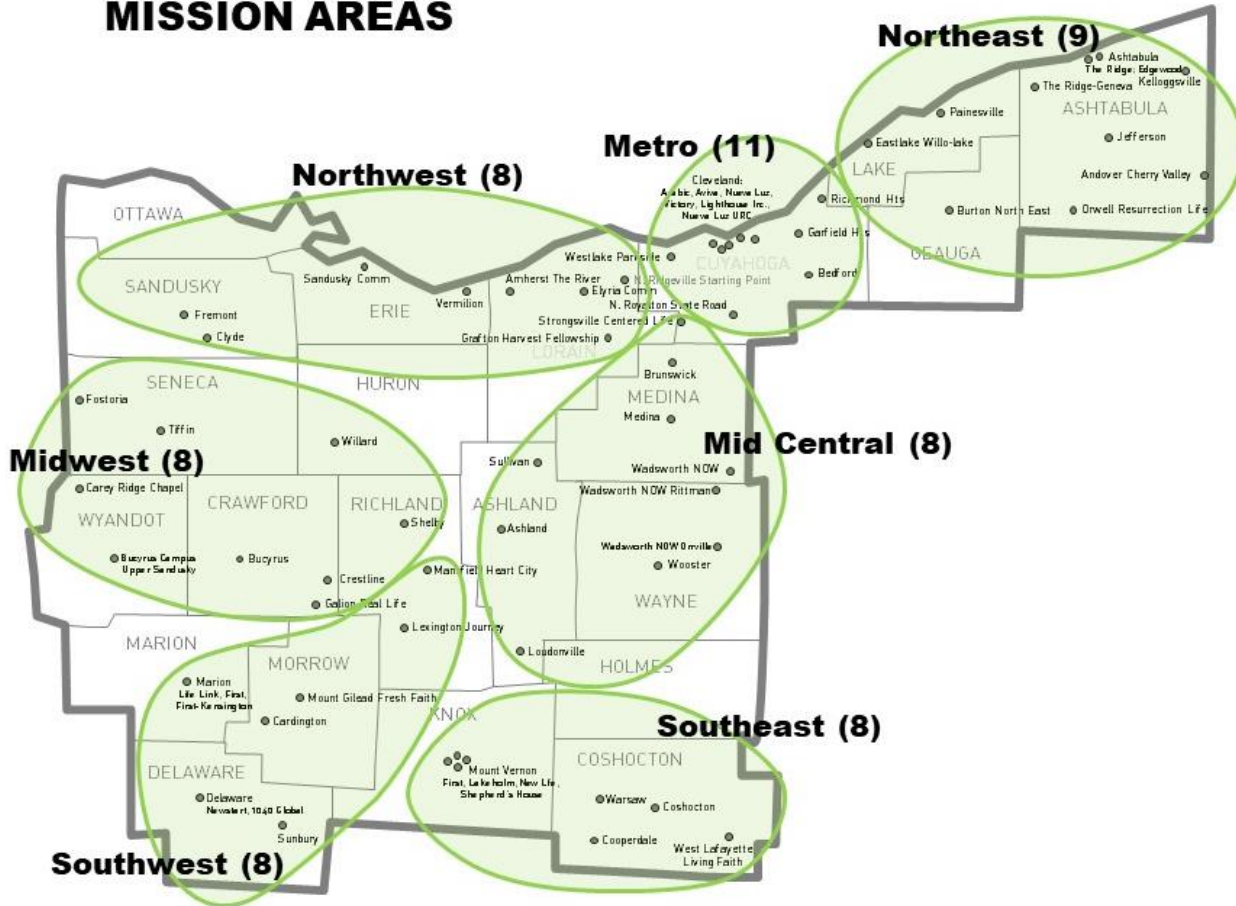 MISSION AREAS
Northeast (9)
Ashtabula
The Ridge, Edgewood
Kelloggsville
The Ridge-Geneva
ASHTABULA
Painesville
Jefferson
Eastlake Willo-lake
LAKE
Andover Cherry Valley
Burton North East
Orwell Resurrection Life
GEAUGA
Metro (11)
Cleveland:
Arabic, Aviva, Nueva Luz,
Victory, Lighthouse Inc.,
Nueva Luz URC
Richmond Hts
Garfield Hts
Westlake Parkside
CUYAHOGA
Bedford
N. Ridgeville Starting Point
N. Royalton State Road
Strongsville Centered Life
Northwest (8)
OTTAWA
SANDUSKY
Sandusky Comm
Amherst The River
Vermilion
Elyria Comm
ERIE
Fremont
Clyde
Grafton Harvest Fellowship
LORAIN
SENECA
HURON
Fostoria
Tiffin
Willard
Midwest (8)
Carey Ridge Chapel
CRAWFORD
RICHLAND
WYANDOT
Shelby
Bucyrus Campus
Upper Sandusky
Bucyrus
Crestline
Galion Real Life
Brunswick
MEDINA
Medina
Mid Central (8)
Sullivan
Wadsworth NOW
Wadsworth NOW Rittman
ASHLAND
Ashland
Wadsworth NOW Orrville
Wooster
WAYNE
Loudonville
HOLMES
Mansfield Heart City
Lexington Journey
MARION
MORROW
Marion
Life Link, First,
First-Kensington
Mount Gilead Fresh Faith
Cardington
KNOX
DELAWARE
Delaware
Newstart, 1040 Global
Sunbury
Southwest (8)
Southeast (8)
COSHOCTON
Mount Vernon
First, Lakeholm, New Life,
Shepherd's House
Warsaw
Coshocton
Cooperdale
West Lafayette
Living Faith